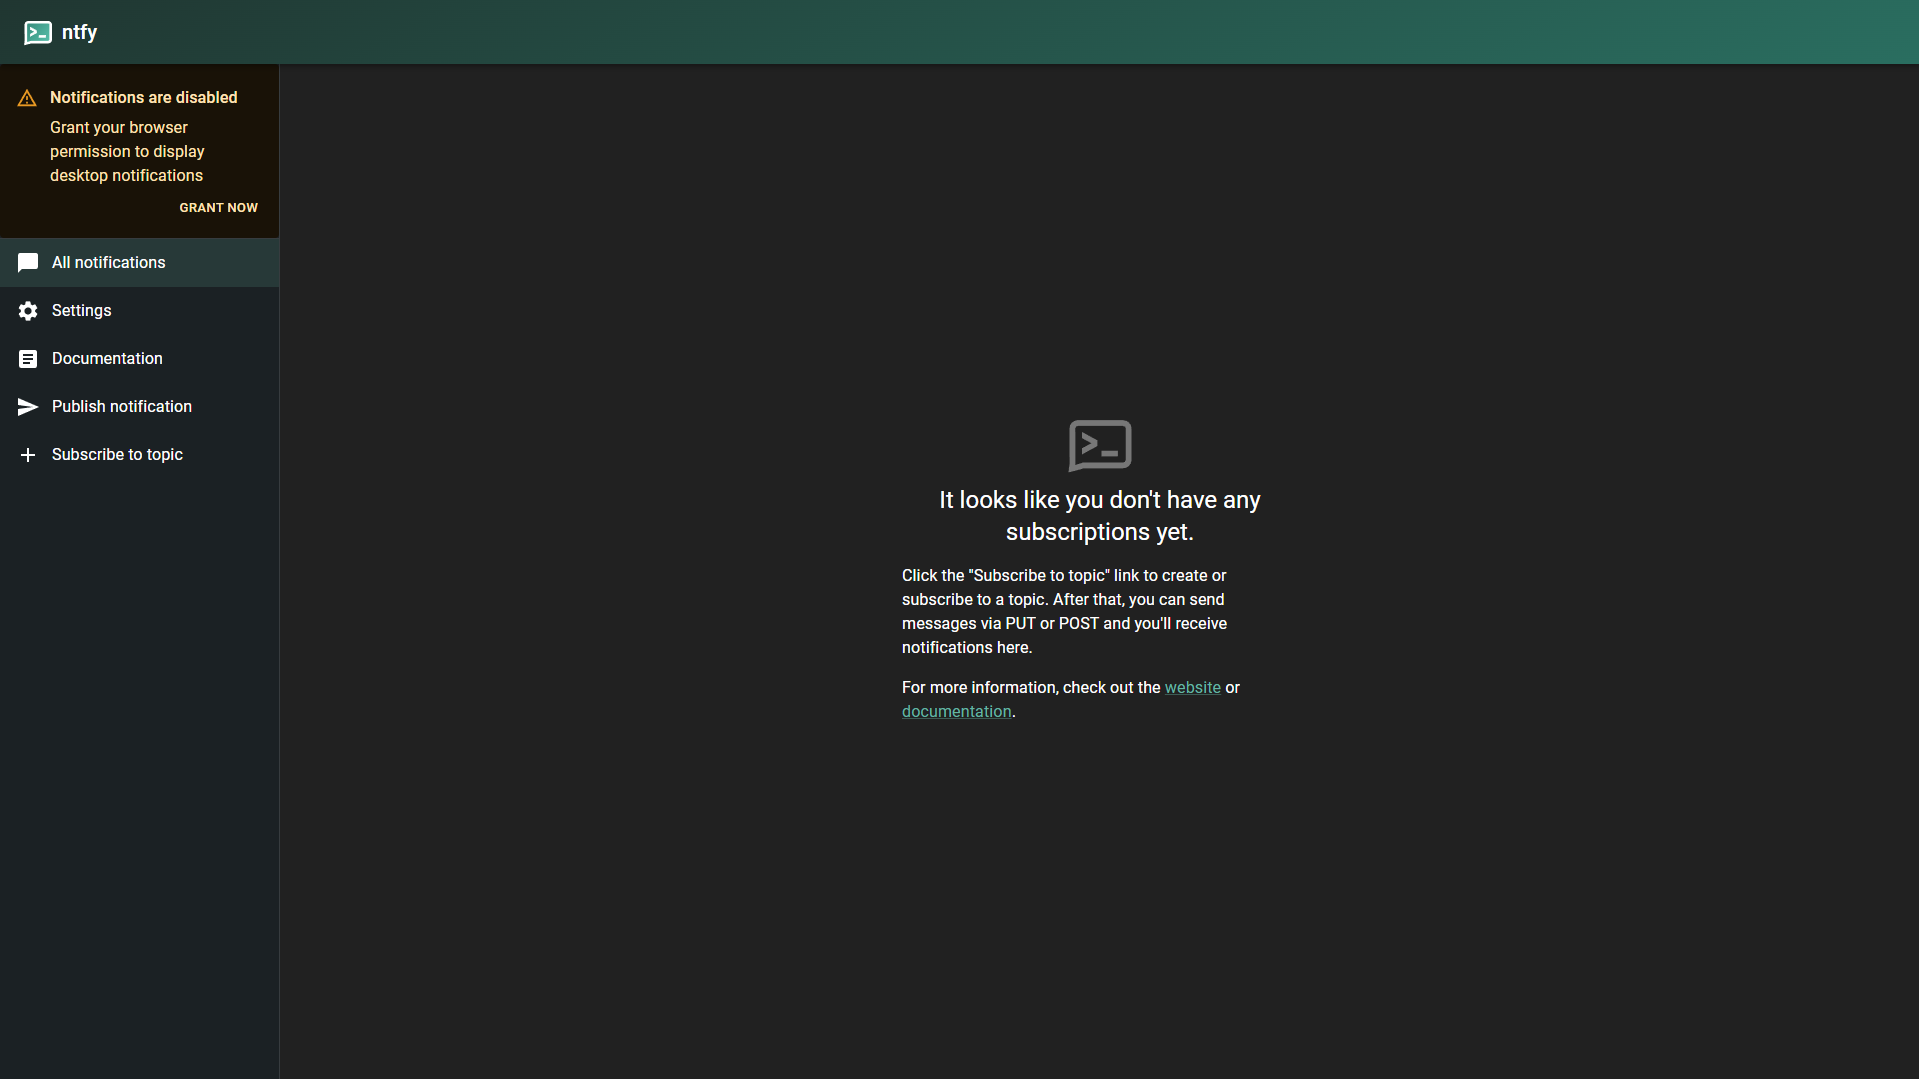 ntfy
Notifications are disabled
Grant your browser
permission to display
desktop notifications
GRANT NOW
All notifications
Settings
Documentation
Publish notification
Subscribe to topic
It looks like you don't have any
subscriptions yet.
Click the "Subscribe to topic" link to create or
subscribe to a topic. After that, you can send
messages via PUT or POST and you'll receive
notifications here.
For more information, check out the website or
documentation.